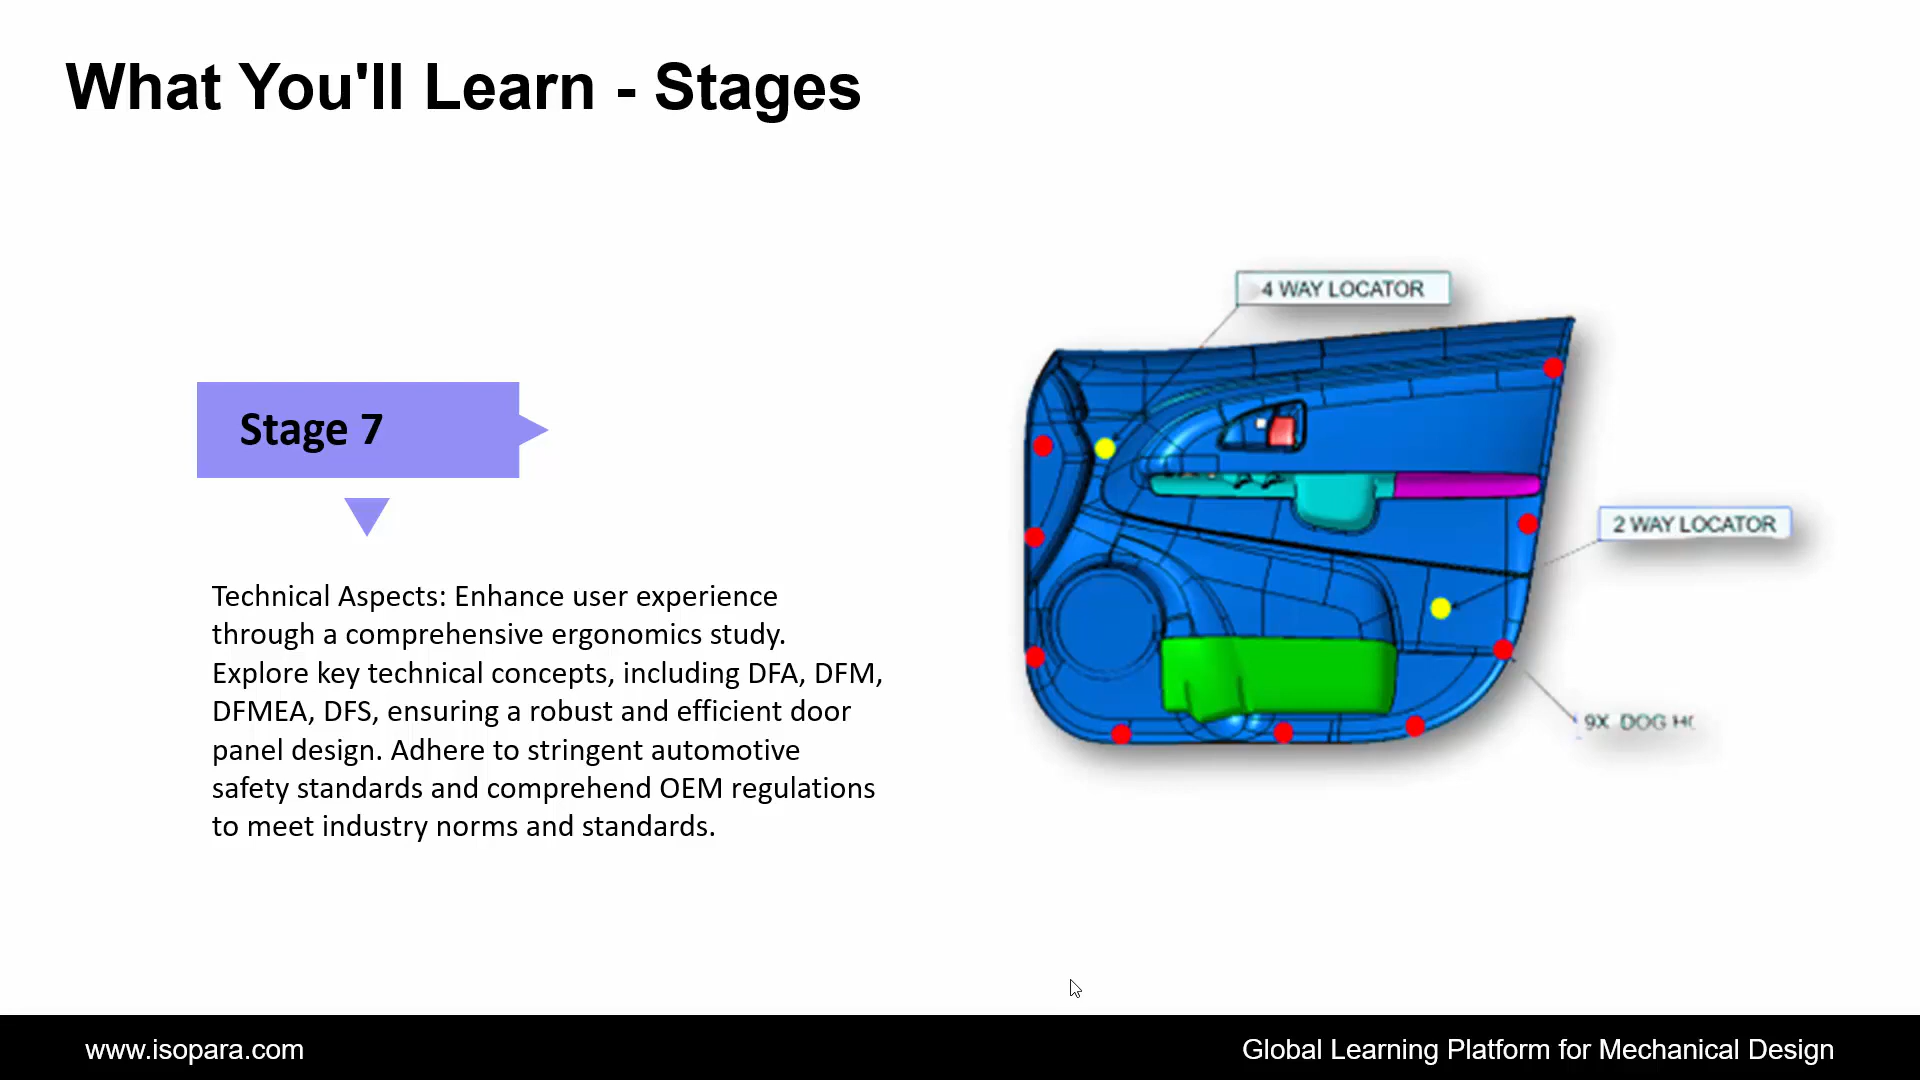 What You'll Learn - Stages
4 WAY LOCATOR
Stage 7
2 WAY LOCATOR
Technical Aspects: Enhance user experience
through a comprehensive ergonomics study.
Explore key technical concepts, including DFA, DFM,
DFMEA, DFS, ensuring a robust and efficient door
panel design. Adhere to stringent automotive
safety standards and comprehend OEM regulations
to meet industry norms and standards.
9X DOG
www.isopara.com
Global Learning Platform for Mechanical Design